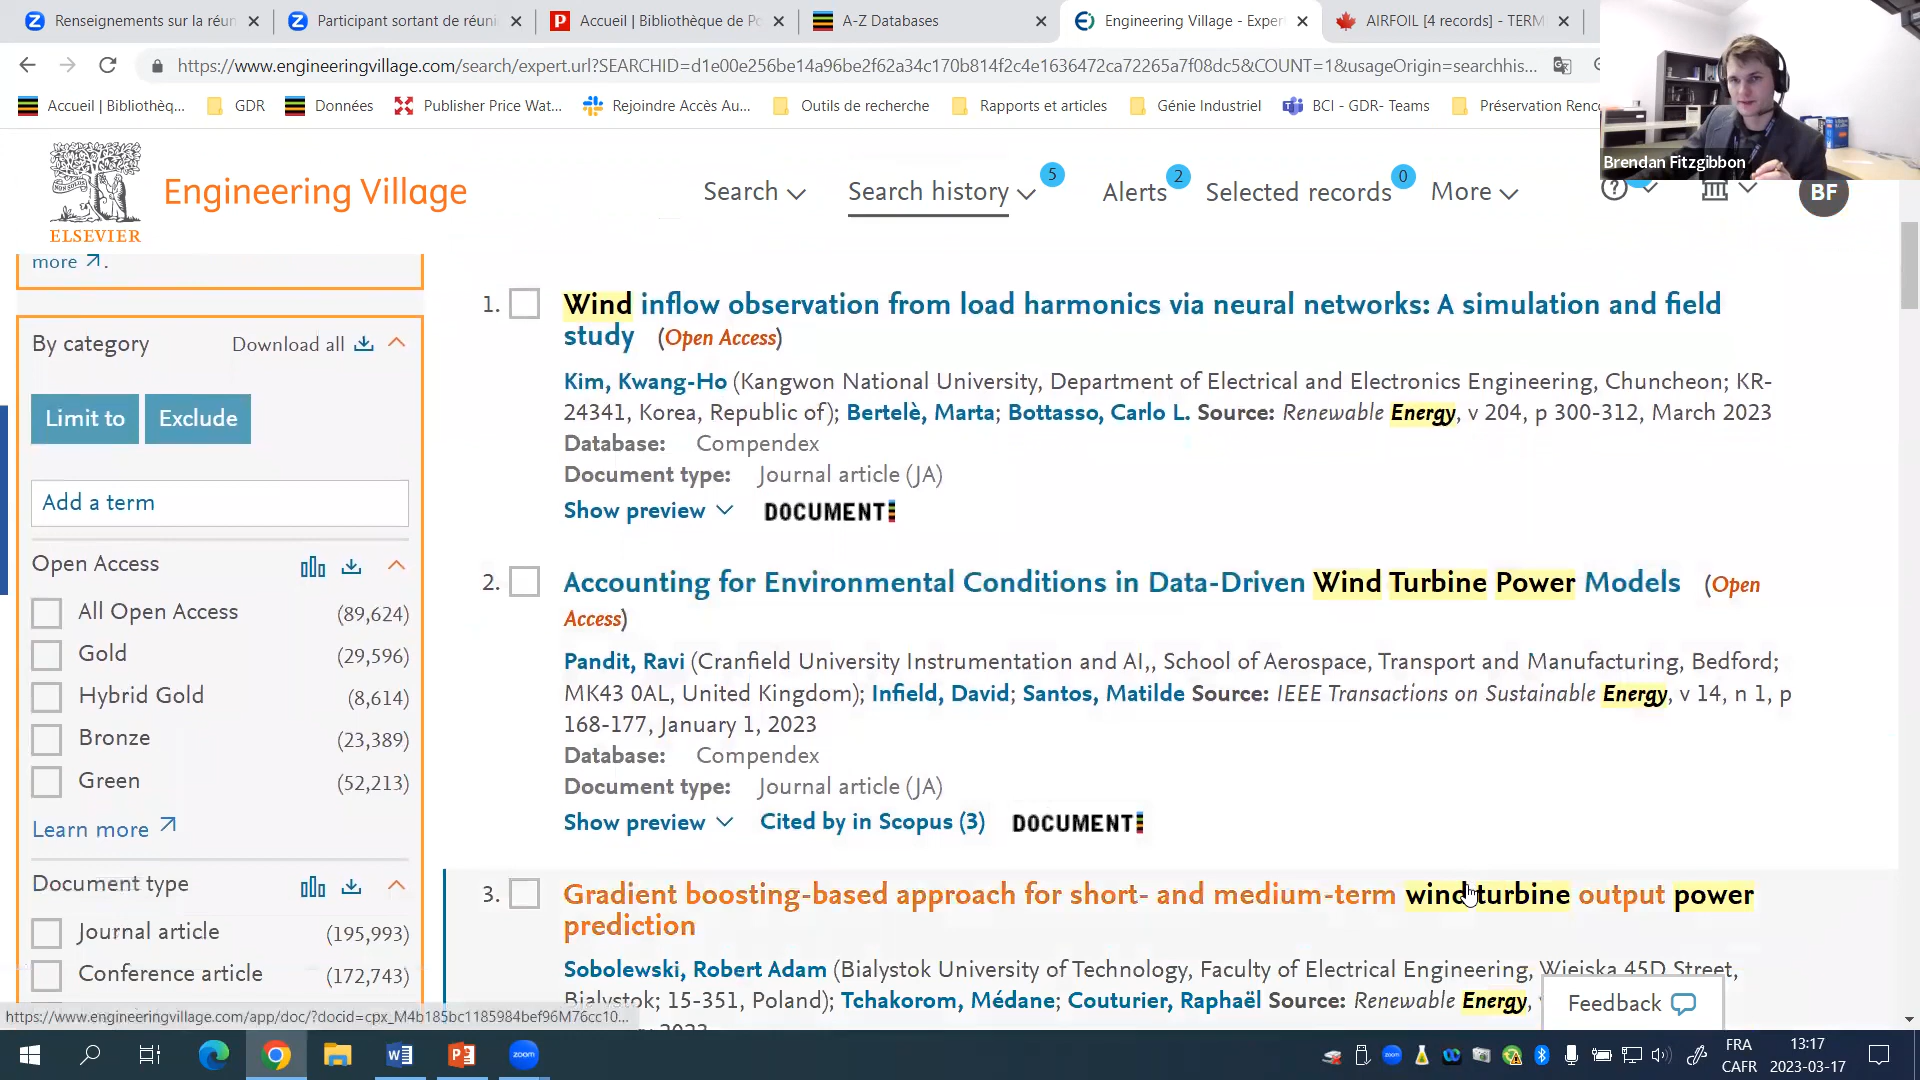 Renseignements sur la réun
Participant sortant de réuni
Accueil | Bibliothèque de Po
A-Z Databases
Engineering Village - Exper
AIRFOIL [4 records] - TERM
https://www.engineeringvillage.com/search/expert.url?SEARCHID=d1e00e256be14a96be2f62a34c170b814f2c4e1636472ca72265a7f08dc5&COUNT=1&usageOrigin=searchhis...
Accueil | Bibliothèq...
GDR
Données
Publisher Price Wat...
Rejoindre Accès Au...
Outils de recherche
Rapports et articles
Génie Industriel
BCI - GDR- Teams
Préservation Renc
Brendan Fitzgibbon
ELSEVIER
Engineering Village
Search
Search history 5
Alerts 2
Selected records 0
More
BF
more
By category
Download all
Limit to
Exclude
Add a term
Open Access
All Open Access (89,624)
Gold (29,596)
Hybrid Gold (8,614)
Bronze (23,389)
Green (52,213)
Learn more
Document type
Journal article (195,993)
Conference article (172,743)
1. Wind inflow observation from load harmonics via neural networks: A simulation and field
study (Open Access)
Kim, Kwang-Ho (Kangwon National University, Department of Electrical and Electronics Engineering, Chuncheon; KR-
24341, Korea, Republic of); Bertelè, Marta; Bottasso, Carlo L. Source: Renewable Energy, v 204, p 300-312, March 2023
Database: Compendex
Document type: Journal article (JA)
Show preview DOCUMENT
2. Accounting for Environmental Conditions in Data-Driven Wind Turbine Power Models (Open
Access)
Pandit, Ravi (Cranfield University Instrumentation and AI,, School of Aerospace, Transport and Manufacturing, Bedford;
MK43 0AL, United Kingdom); Infield, David; Santos, Matilde Source: IEEE Transactions on Sustainable Energy, v 14, n 1, p
168-177, January 1, 2023
Database: Compendex
Document type: Journal article (JA)
Show preview Cited by in Scopus (3) DOCUMENT
3. Gradient boosting-based approach for short- and medium-term wind turbine output power
prediction
Sobolewski, Robert Adam (Bialystok University of Technology, Faculty of Electrical Engineering, Wiejska 45D Street,
Bialystok; 15-351, Poland); Tchakorom, Médane; Couturier, Raphaël Source: Renewable Energy,
Feedback
https://www.engineeringvillage.com/app/doc/?docid=cpx_M4b185bc1185984bef96M76cc10...
zoom
FRA
CAFR
13:17
2023-03-17